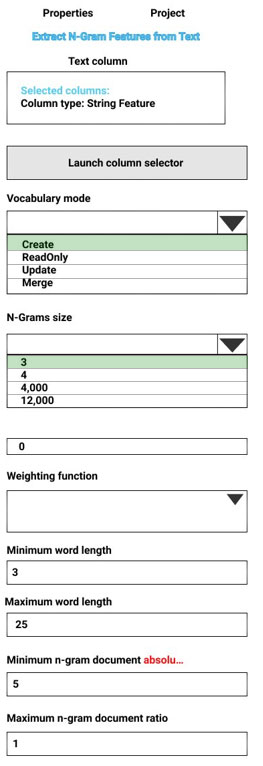 Properties Project
Extract N-Gram Features from Text
Text column
Selected columns:
Column type: String Feature
Launch column selector
Vocabulary mode
Create
ReadOnly
Update
Merge
N-Grams size
3
4
4,000
12,000
0
Weighting function
Minimum word length
3
Maximum word length
25
Minimum n-gram document absolu...
5
Maximum n-gram document ratio
1